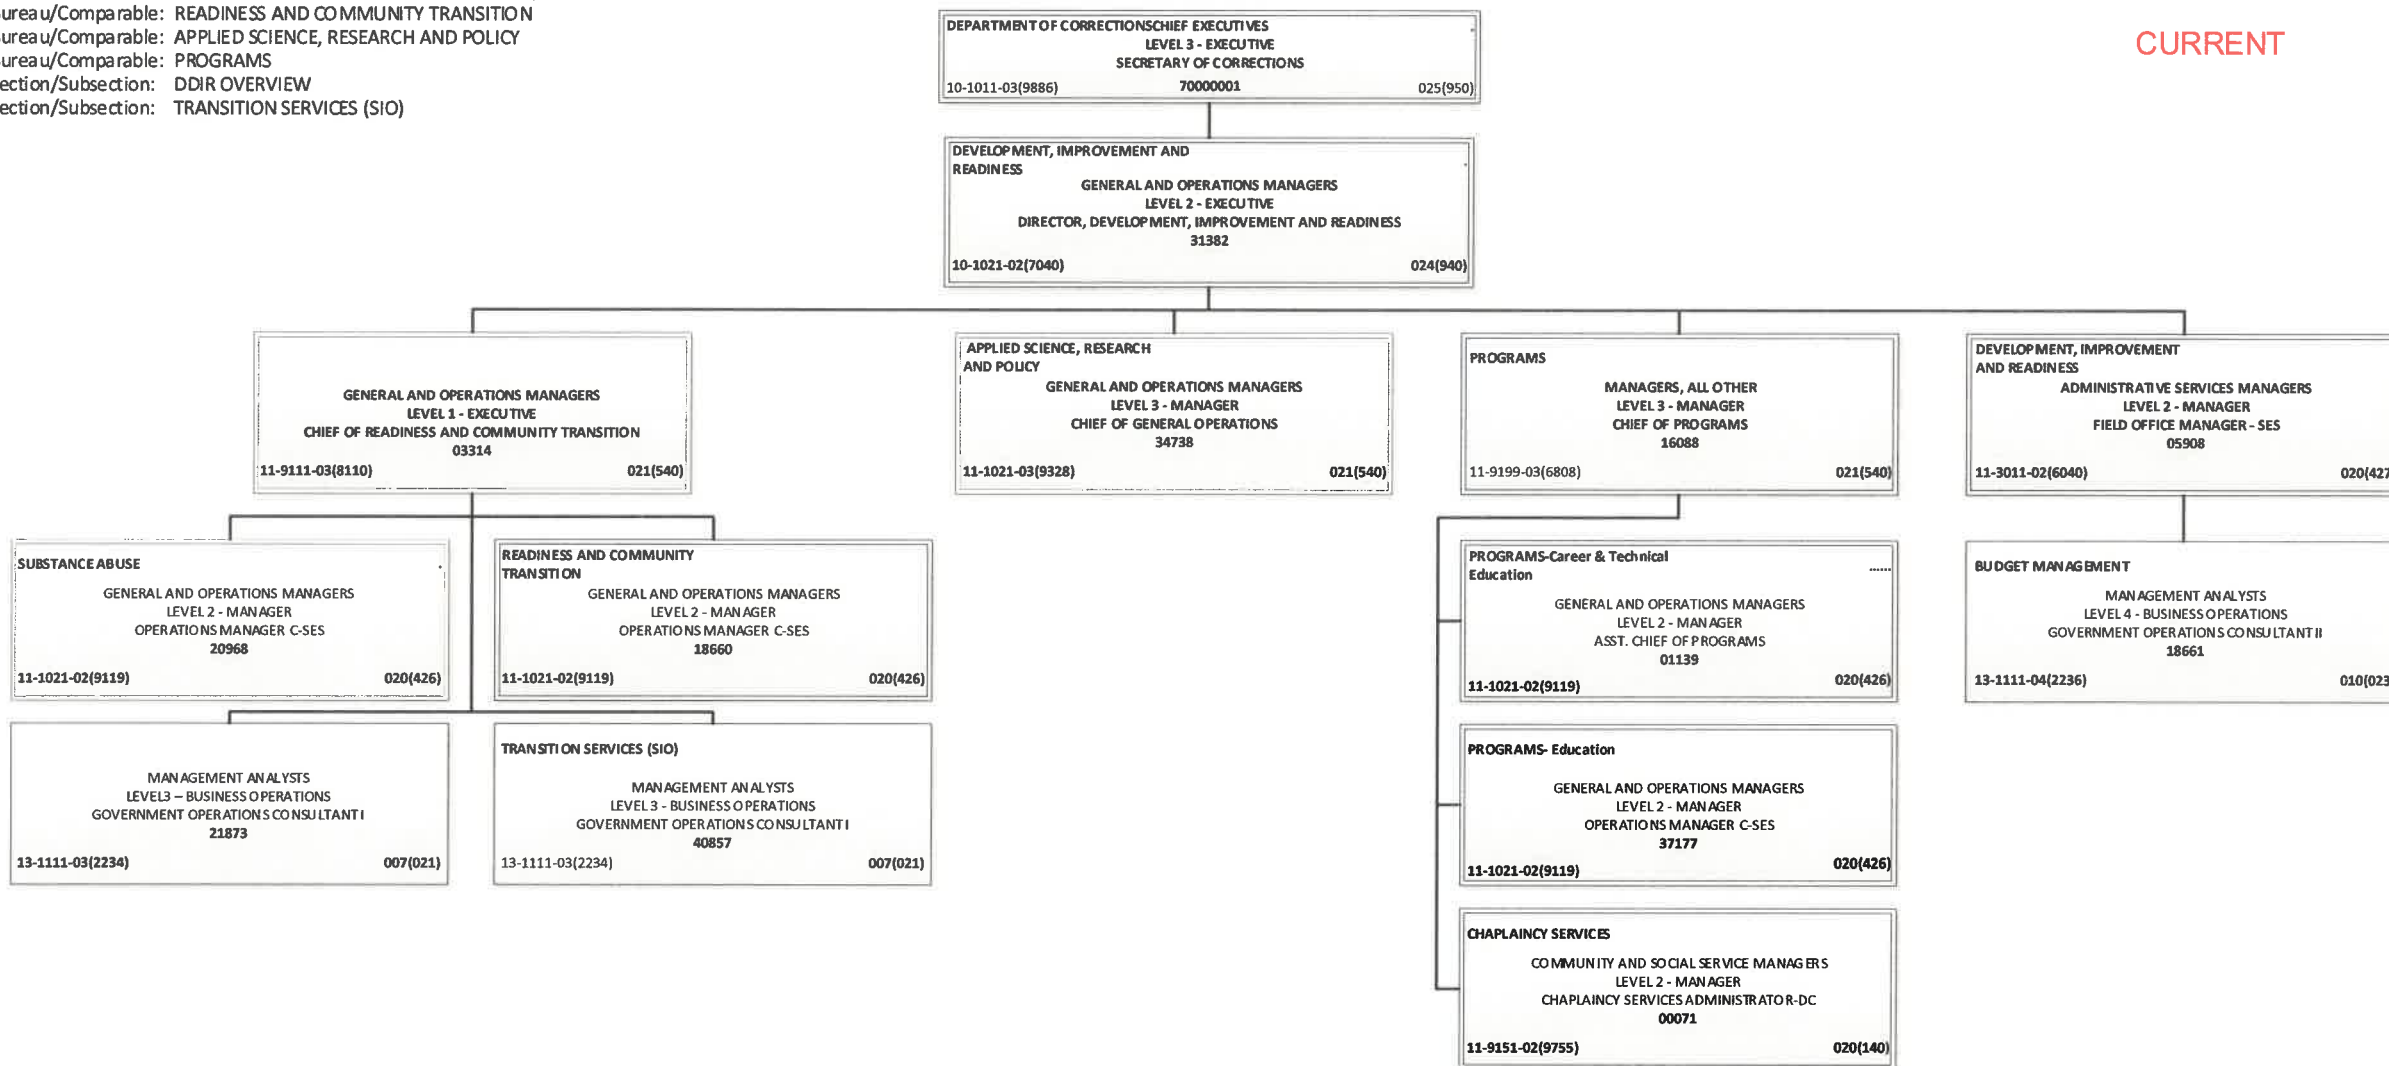 ureau/Comparable: READINESS AND COMMUNITY TRANSITION
ureau/Comparable: APPLIED SCIENCE, RESEARCH AND POLICY
ureau/Comparable: PROGRAMS
ection/Subsection: DDIR OVERVIEW
ection/Subsection: TRANSITION SERVICES (SIO)
CURRENT
DEPARTMENT OF CORRECTIONSCHIEF EXECUTIVES
LEVEL 3 - EXECUTIVE
SECRETARY OF CORRECTIONS
70000001
10-1011-03(9886) 025(950)
DEVELOPMENT, IMPROVEMENT AND
READINESS
GENERAL AND OPERATIONS MANAGERS
LEVEL 2 - EXECUTIVE
DIRECTOR, DEVELOPMENT, IMPROVEMENT AND READINESS
31382
10-1021-02(7040) 024(940)
GENERAL AND OPERATIONS MANAGERS
LEVEL 1 - EXECUTIVE
CHIEF OF READINESS AND COMMUNITY TRANSITION
03314
11-9111-03(8110) 021(540)
APPLIED SCIENCE, RESEARCH
AND POLICY
GENERAL AND OPERATIONS MANAGERS
LEVEL 3 - MANAGER
CHIEF OF GENERAL OPERATIONS
34738
11-1021-03(9328) 021(540)
PROGRAMS
MANAGERS, ALL OTHER
LEVEL 3 - MANAGER
CHIEF OF PROGRAMS
16088
11-9199-03(6808) 021(540)
DEVELOPMENT, IMPROVEMENT
AND READINESS
ADMINISTRATIVE SERVICES MANAGERS
LEVEL 2 - MANAGER
FIELD OFFICE MANAGER - SES
05908
11-3011-02(6040) 020(427
SUBSTANCE ABUSE
GENERAL AND OPERATIONS MANAGERS
LEVEL 2 - MANAGER
OPERATIONS MANAGER C-SES
20968
11-1021-02(9119) 020(426)
READINESS AND COMMUNITY
TRANSITION
GENERAL AND OPERATIONS MANAGERS
LEVEL 2 - MANAGER
OPERATIONS MANAGER C-SES
18660
11-1021-02(9119) 020(426)
PROGRAMS-Career & Technical
Education
GENERAL AND OPERATIONS MANAGERS
LEVEL 2 - MANAGER
ASST. CHIEF OF PROGRAMS
01139
11-1021-02(9119) 020(426)
BUDGET MANAGEMENT
MANAGEMENT ANALYSTS
LEVEL 4 - BUSINESS OPERATIONS
GOVERNMENT OPERATIONS CONSULTANT II
18661
13-1111-04(2236) 010(023
MANAGEMENT ANALYSTS
LEVEL3 – BUSINESS OPERATIONS
GOVERNMENT OPERATIONS CONSULTANT I
21873
13-1111-03(2234) 007(021)
TRANSITION SERVICES (SIO)
MANAGEMENT ANALYSTS
LEVEL 3 - BUSINESS OPERATIONS
GOVERNMENT OPERATIONS CONSULTANT I
40857
13-1111-03(2234) 007(021)
PROGRAMS- Education
GENERAL AND OPERATIONS MANAGERS
LEVEL 2 - MANAGER
OPERATIONS MANAGER C-SES
37177
11-1021-02(9119) 020(426)
CHAPLAINCY SERVICES
COMMUNITY AND SOCIAL SERVICE MANAGERS
LEVEL 2 - MANAGER
CHAPLAINCY SERVICES ADMINISTRATOR-DC
00071
11-9151-02(9755) 020(140)